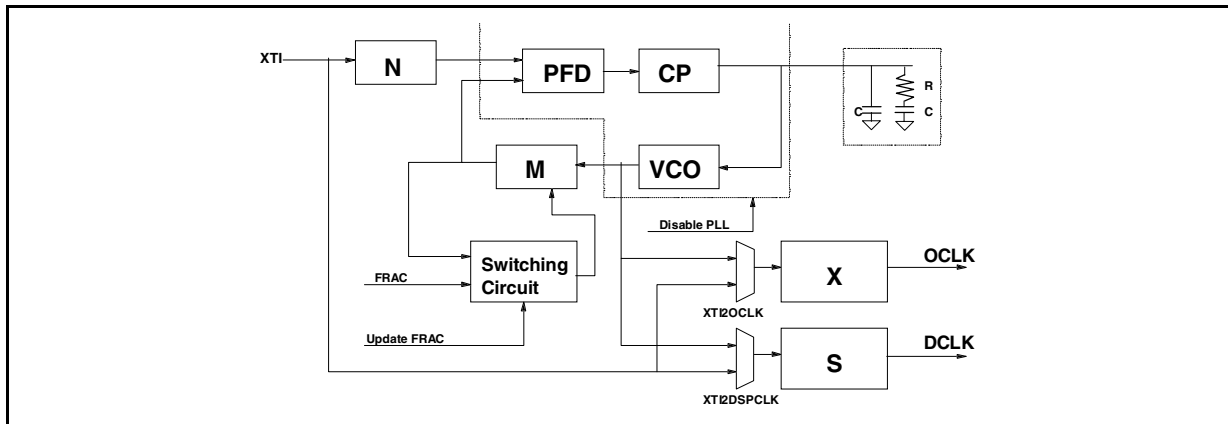 XTI
N
PFD
CP
R
C
C
M
VCO
Disable PLL
Switching
Circuit
FRAC
Update FRAC
OCLK
X
XTI2OCLK
DCLK
S
XTI2DSPCLK